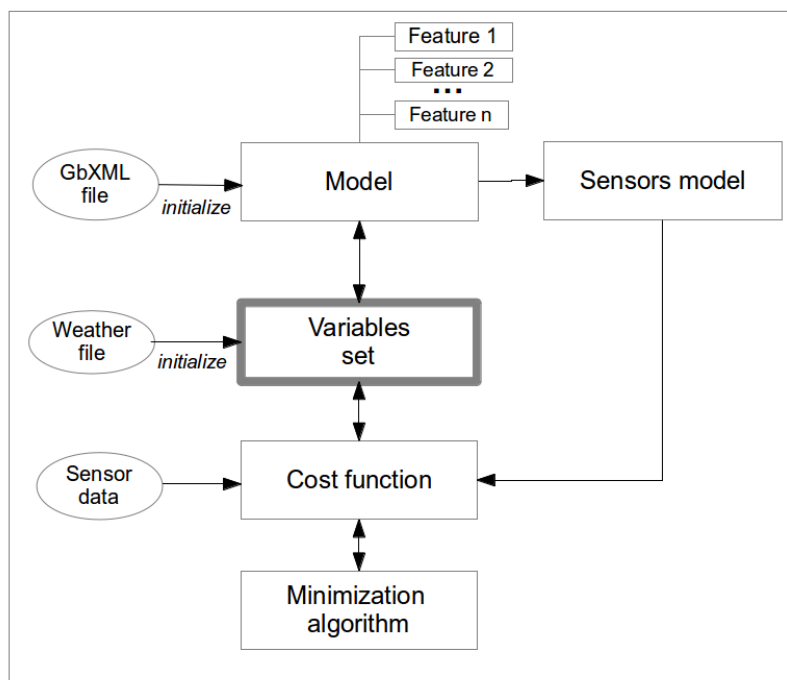 Feature 1
Feature 2
...
Feature n
GbXML
file
initialize
Model
Sensors model
Weather
file
initialize
Variables
set
Sensor
data
Cost function
Minimization
algorithm